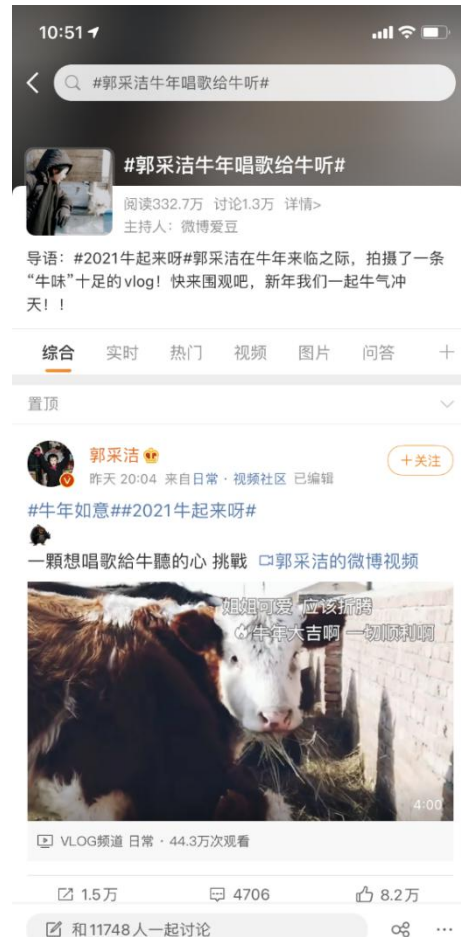 10:51
#郭采洁牛年唱歌给牛听#
#郭采洁牛年唱歌给牛听#
阅读332.7万 讨论1.3万 详情>
主持人：微博爱豆
导语：#2021牛起来呀#郭采洁在牛年来临之际，拍摄了一条
“牛味”十足的vlog！快来围观吧，新年我们一起牛气冲
天！！
综合 实时 热门 视频 图片 问答
置顶
郭采洁
+关注
昨天 20:04 来自日常·视频社区 已编辑
#牛年如意##2021牛起来呀#
一顆想唱歌給牛聽的心 挑戰 郭采洁的微博视频
姐姐可爱 应该折腾
牛年大吉啊 一切顺利啊
4:00
VLOG频道 日常·44.3万次观看
1.5万 4706 8.2万
和11748人一起讨论